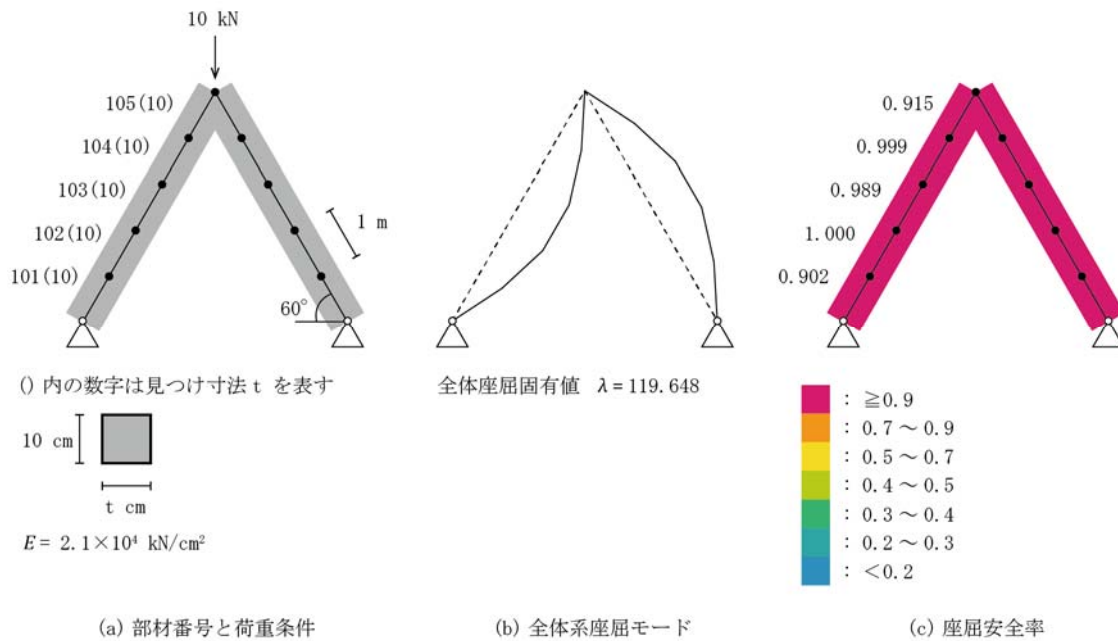 10 kN
105(10)
104(10)
103(10)
102(10)
101(10)
1 m
60°
() 内の数字は見つけ寸法 t を表す
10 cm
t cm
E= 2.1×10⁴ kN/cm²
(a) 部材番号と荷重条件
全体座屈固有値 λ=119.648
(b) 全体系座屈モード
0.915
0.999
0.989
1.000
0.902
: ≧0.9
: 0.7～0.9
: 0.5～0.7
: 0.4～0.5
: 0.3～0.4
: 0.2～0.3
: ＜0.2
(c) 座屈安全率